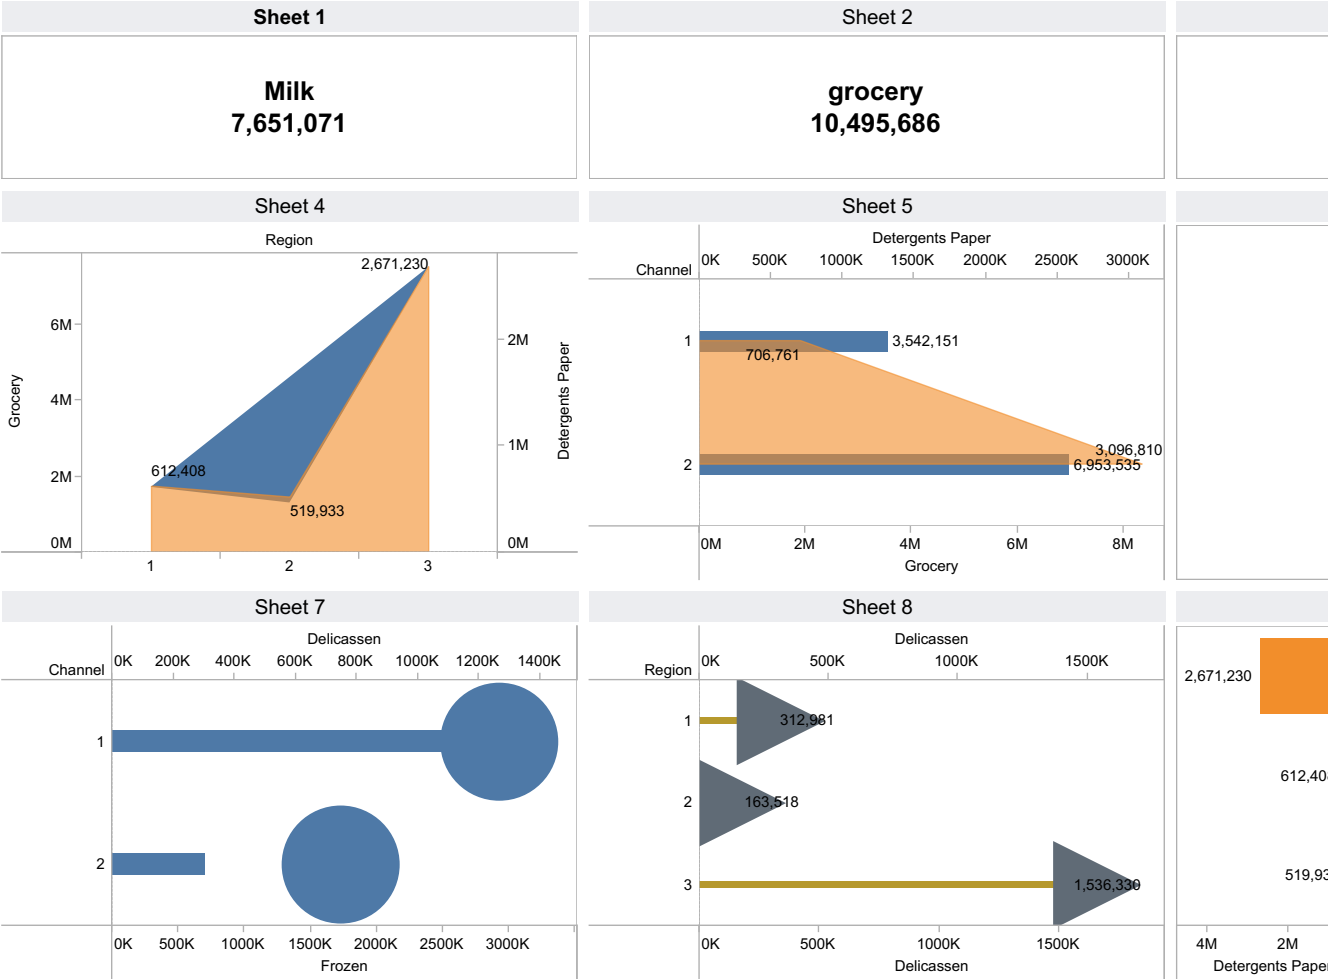 Sheet 1
Sheet 2
Milk
7,651,071
grocery
10,495,686
Sheet 4
Sheet 5
Region
2,671,230
6M
4M
2M
0M
Grocery
612,408
519,933
2M
1M
0M
Detergents Paper
1
2
3
Detergents Paper
Channel
0K
500K
1000K
1500K
2000K
2500K
3000K
1
3,542,151
706,761
3,096,810
2
6,953,535
0M
2M
4M
6M
8M
Grocery
Sheet 7
Sheet 8
Delicassen
Channel
0K
200K
400K
600K
800K
1000K
1200K
1400K
1
2
0K
500K
1000K
1500K
2000K
2500K
3000K
Frozen
Delicassen
Region
0K
500K
1000K
1500K
1
312,981
2
163,518
3
1,536,330
0K
500K
1000K
1500K
Delicassen
2,671,230
612,40
519,93
4M
2M
Detergents Paper